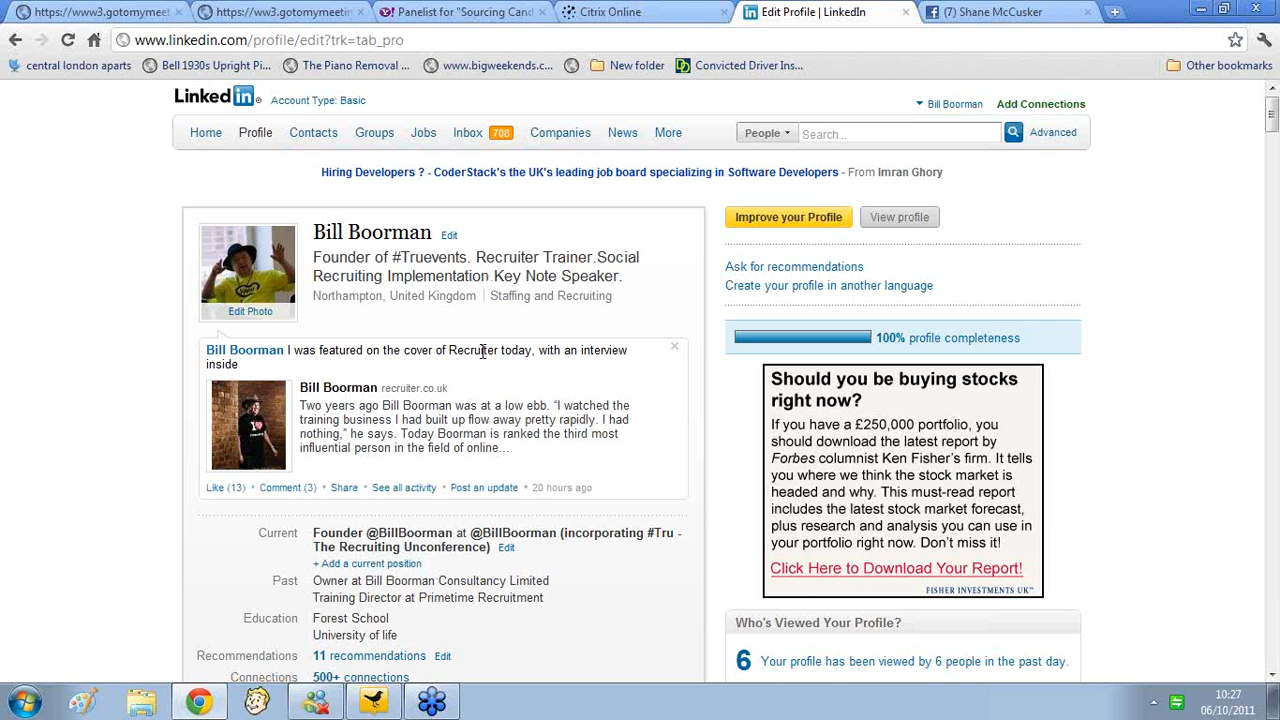 https://www3.gotomymeet
https://www3.gotomymeetin
Panelist for "Sourcing Cand
Citrix Online
Edit Profile | LinkedIn
(7) Shane McCusker
www.linkedin.com/profile/edit?trk=tab_pro
central london aparts
Bell 1930s Upright Pi...
The Piano Removal ...
www.bigweekends.c...
New folder
Convicted Driver Ins...
Other bookmarks
Linked in
Account Type: Basic
Bill Boorman
Add Connections
Home
Profile
Contacts
Groups
Jobs
Inbox 708
Companies
News
More
People
Search...
Advanced
Hiring Developers ? - CoderStack's the UK's leading job board specializing in Software Developers - From Imran Ghory
Bill Boorman Edit
Founder of #Truevents. Recruiter Trainer.Social
Recruiting Implementation Key Note Speaker.
Northampton, United Kingdom | Staffing and Recruiting
Edit Photo
Bill Boorman I was featured on the cover of Recruiter today, with an interview
inside
Bill Boorman recruiter.co.uk
Two years ago Bill Boorman was at a low ebb. “I watched the
training business I had built up flow away pretty rapidly. I had
nothing,” he says. Today Boorman is ranked the third most
influential person in the field of online...
Like (13) • Comment (3) • Share • See all activity • Post an update • 20 hours ago
Current
Founder @BillBoorman at @BillBoorman (incorporating #Tru -
The Recruiting Unconference) Edit
+ Add a current position
Past
Owner at Bill Boorman Consultancy Limited
Training Director at Primetime Recruitment
Education
Forest School
University of life
Recommendations
11 recommendations Edit
Connections
500+ connections
Improve your Profile
View profile
Ask for recommendations
Create your profile in another language
100% profile completeness
Should you be buying stocks
right now?
If you have a £250,000 portfolio, you
should download the latest report by
Forbes columnist Ken Fisher's firm. It tells
you where we think the stock market is
headed and why. This must-read report
includes the latest stock market forecast,
plus research and analysis you can use in
your portfolio right now. Don't miss it!
Click Here to Download Your Report!
FISHER INVESTMENTS UK™
Who's Viewed Your Profile?
6 Your profile has been viewed by 6 people in the past day.
10:27
06/10/2011